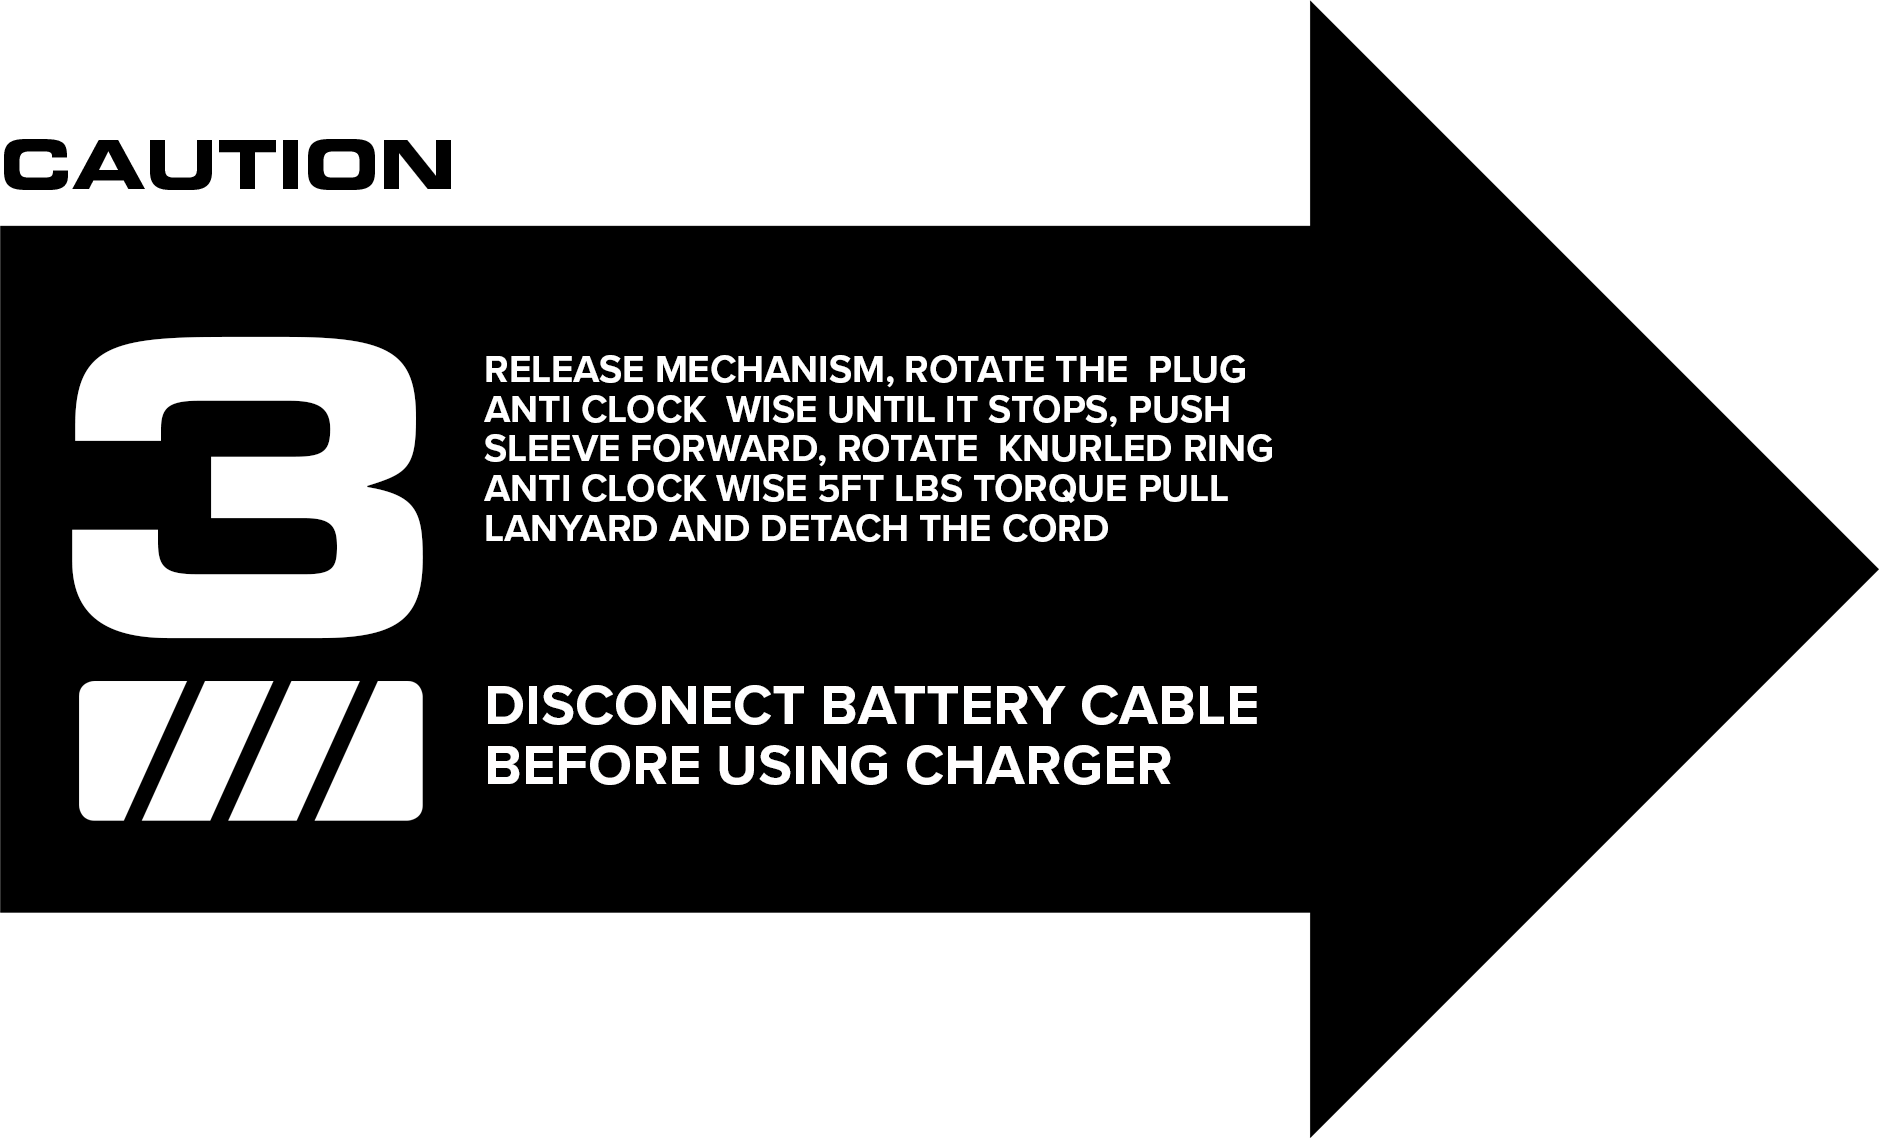 CAUTION
3
RELEASE MECHANISM, ROTATE THE PLUG
ANTI CLOCK WISE UNTIL IT STOPS, PUSH
SLEEVE FORWARD, ROTATE KNURLED RING
ANTI CLOCK WISE 5FT LBS TORQUE PULL
LANYARD AND DETACH THE CORD
DISCONECT BATTERY CABLE
BEFORE USING CHARGER